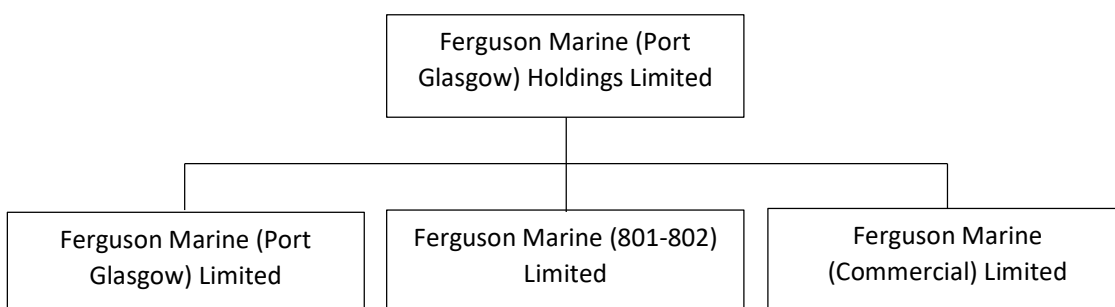 Ferguson Marine (Port
Glasgow) Holdings Limited
Ferguson Marine (Port
Glasgow) Limited
Ferguson Marine (801-802)
Limited
Ferguson Marine
(Commercial) Limited